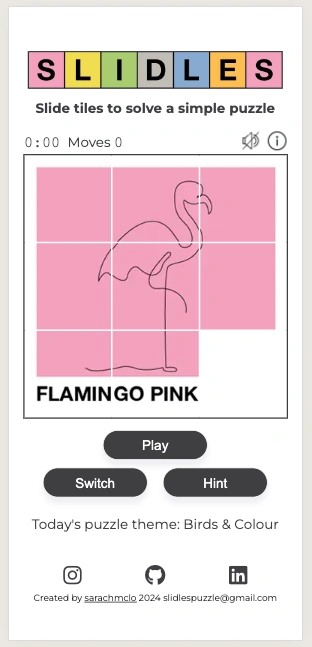 SLIDLES
Slide tiles to solve a simple puzzle
0:00 Moves 0
FLAMINGO PINK
Play
Switch Hint
Today's puzzle theme: Birds & Colour
Created by sarachmclo 2024 slidlespuzzle@gmail.com